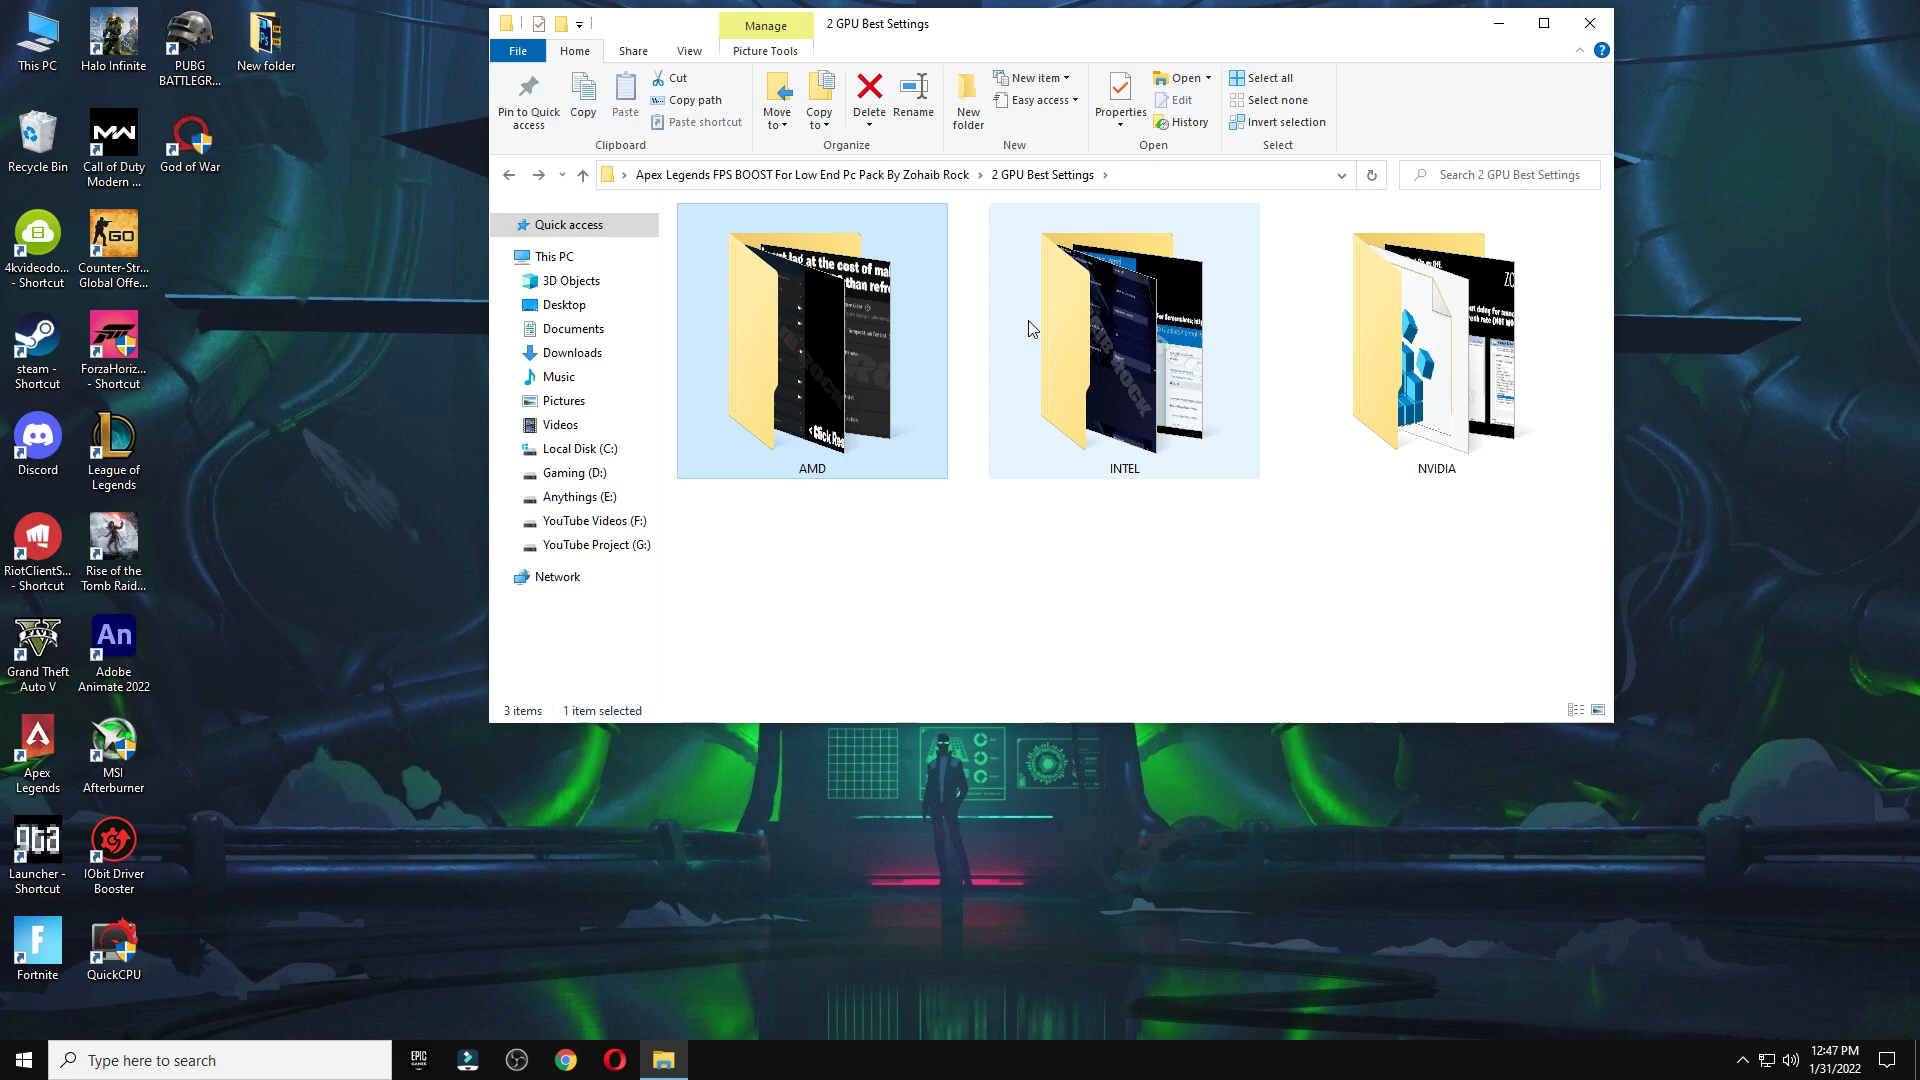 This PC
Halo Infinite
PUBG
BATTLEGR...
New folder
Recycle Bin
Call of Duty
Modern ...
God of War
4kvideodo...
- Shortcut
Counter-Str...
Global Offe...
steam -
Shortcut
ForzaHoriz...
- Shortcut
Discord
League of
Legends
RiotClientS...
- Shortcut
Rise of the
Tomb Raid...
Grand Theft
Auto V
Adobe
Animate 2022
Apex
Legends
MSI
Afterburner
Launcher -
Shortcut
IObit Driver
Booster
Fortnite
QuickCPU
Manage
2 GPU Best Settings
File
Home
Share
View
Picture Tools
Pin to Quick
access
Copy
Paste
Cut
Copy path
Paste shortcut
Clipboard
Move
to
Copy
to
Delete
Rename
Organize
New
folder
New item
Easy access
New
Properties
Open
Edit
History
Open
Select all
Select none
Invert selection
Select
Apex Legends FPS BOOST For Low End Pc Pack By Zohaib Rock
2 GPU Best Settings
Search 2 GPU Best Settings
Quick access
This PC
3D Objects
Desktop
Documents
Downloads
Music
Pictures
Videos
Local Disk (C:)
Gaming (D:)
Anythings (E:)
YouTube Videos (F:)
YouTube Project (G:)
Network
AMD
INTEL
NVIDIA
3 items
1 item selected
Type here to search
12:47 PM
1/31/2022